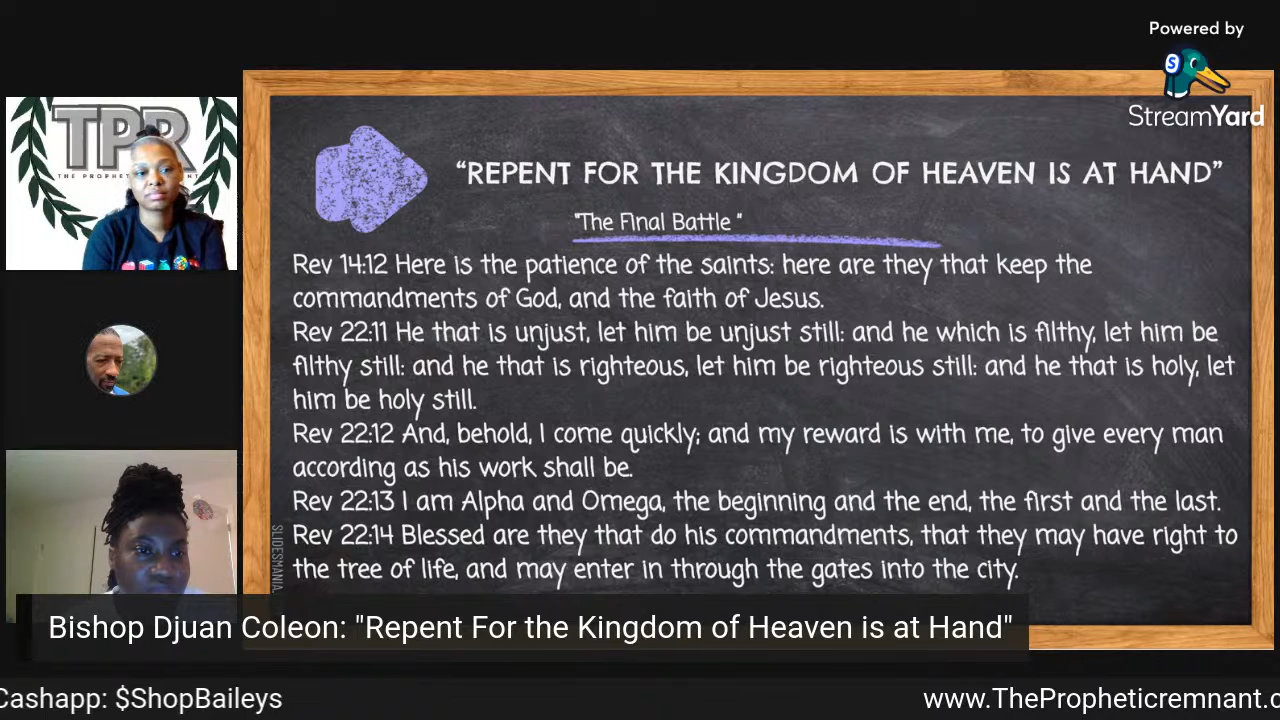 Powered by
StreamYard
TPR
THE PROPHETIC
“REPENT FOR THE KINGDOM OF HEAVEN IS AT HAND”
"The Final Battle "
Rev 14:12 Here is the patience of the saints: here are they that keep the
commandments of God, and the faith of Jesus.
Rev 22:11 He that is unjust, let him be unjust still: and he which is filthy, let him be
filthy still: and he that is righteous, let him be righteous still: and he that is holy, let
him be holy still.
Rev 22:12 And, behold, I come quickly; and my reward is with me, to give every man
according as his work shall be.
Rev 22:13 I am Alpha and Omega, the beginning and the end, the first and the last.
Rev 22:14 Blessed are they that do his commandments, that they may have right to
the tree of life, and may enter in through the gates into the city.
SLIDESMANIA
Bishop Djuan Coleon: "Repent For the Kingdom of Heaven is at Hand"
Cashapp: $ShopBaileys
www.ThePropheticremnant.c